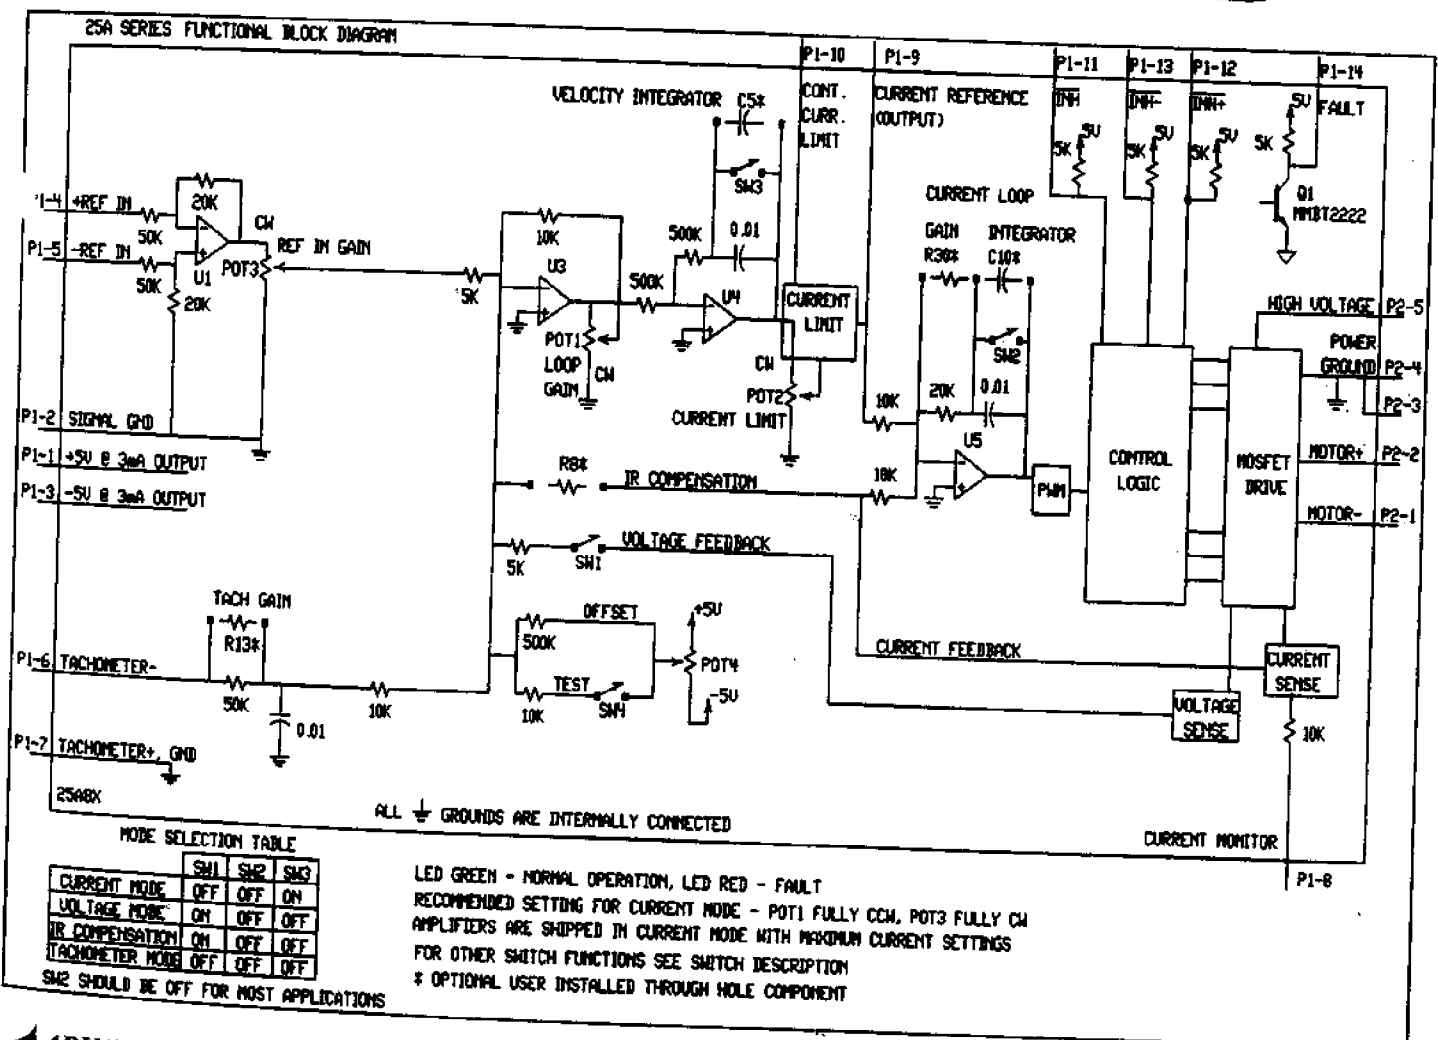 25A SERIES FUNCTIONAL BLOCK DIAGRAM
P1-10
P1-9
P1-11
P1-13
P1-12
P1-14
CONT.
CURR.
LIMIT
CURRENT REFERENCE
(OUTPUT)
INH
INH-
INH+
5V
FAULT
VELOCITY INTEGRATOR
C5*
SW3
5K
5V
5K
5V
5K
5V
5K
Q1
MMBT2222
1-4
+REF IN
50K
20K
CW
P1-5
-REF IN
50K
U1
20K
POT3
REF IN GAIN
5K
10K
U3
500K
500K
0.01
U4
CURRENT
LIMIT
CURRENT LOOP
GAIN
R30*
INTEGRATOR
C10*
SW2
20K
0.01
U5
POT1
LOOP
GAIN
CW
CW
POT2
CURRENT LIMIT
10K
10K
HIGH VOLTAGE
P2-5
POWER
GROUND
P2-4
P2-3
MOTOR+
P2-2
MOTOR-
P2-1
P1-2
SIGNAL GND
P1-1
+5V @ 3mA OUTPUT
P1-3
-5V @ 3mA OUTPUT
R8*
IR COMPENSATION
PWM
CONTROL
LOGIC
MOSFET
DRIVE
5K
SW1
VOLTAGE FEEDBACK
TACH GAIN
R13*
500K
OFFSET
+5V
POT4
-5V
TEST
10K
SW4
CURRENT FEEDBACK
CURRENT
SENSE
VOLTAGE
SENSE
10K
P1-6
TACHOMETER-
50K
0.01
10K
P1-7
TACHOMETER+, GND
25A8X
ALL GROUNDS ARE INTERNALLY CONNECTED
CURRENT MONITOR
P1-8
MODE SELECTION TABLE
SW1 SW2 SW3
CURRENT MODE OFF OFF ON
VOLTAGE MODE ON OFF OFF
IR COMPENSATION ON OFF OFF
TACHOMETER MODE OFF OFF OFF
SW2 SHOULD BE OFF FOR MOST APPLICATIONS
LED GREEN - NORMAL OPERATION, LED RED - FAULT
RECOMMENDED SETTING FOR CURRENT MODE - POT1 FULLY CCW, POT3 FULLY CW
AMPLIFIERS ARE SHIPPED IN CURRENT MODE WITH MAXIMUM CURRENT SETTINGS
FOR OTHER SWITCH FUNCTIONS SEE SWITCH DESCRIPTION
* OPTIONAL USER INSTALLED THROUGH HOLE COMPONENT